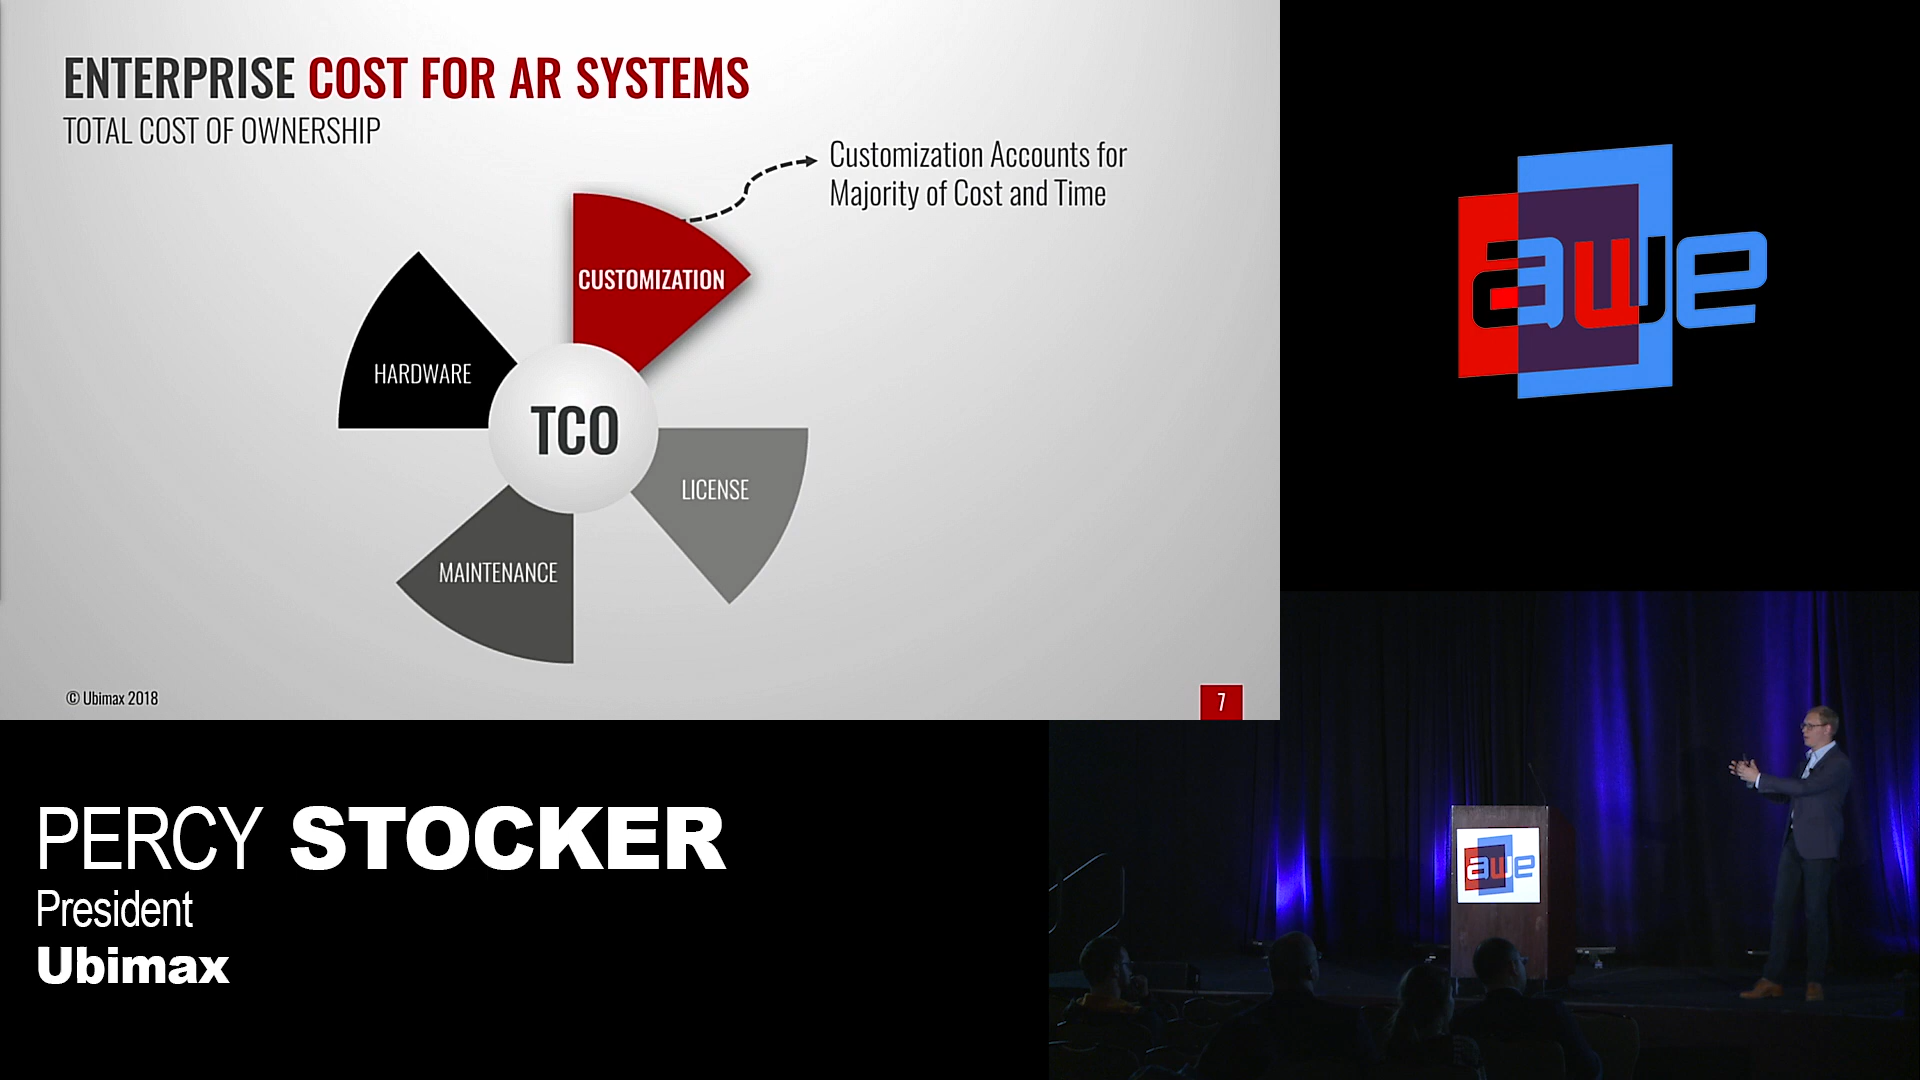 ENTERPRISE COST FOR AR SYSTEMS
TOTAL COST OF OWNERSHIP
Customization Accounts for
Majority of Cost and Time
CUSTOMIZATION
HARDWARE
TCO
LICENSE
MAINTENANCE
© Ubimax 2018
7
awe
PERCY STOCKER
President
Ubimax
awe